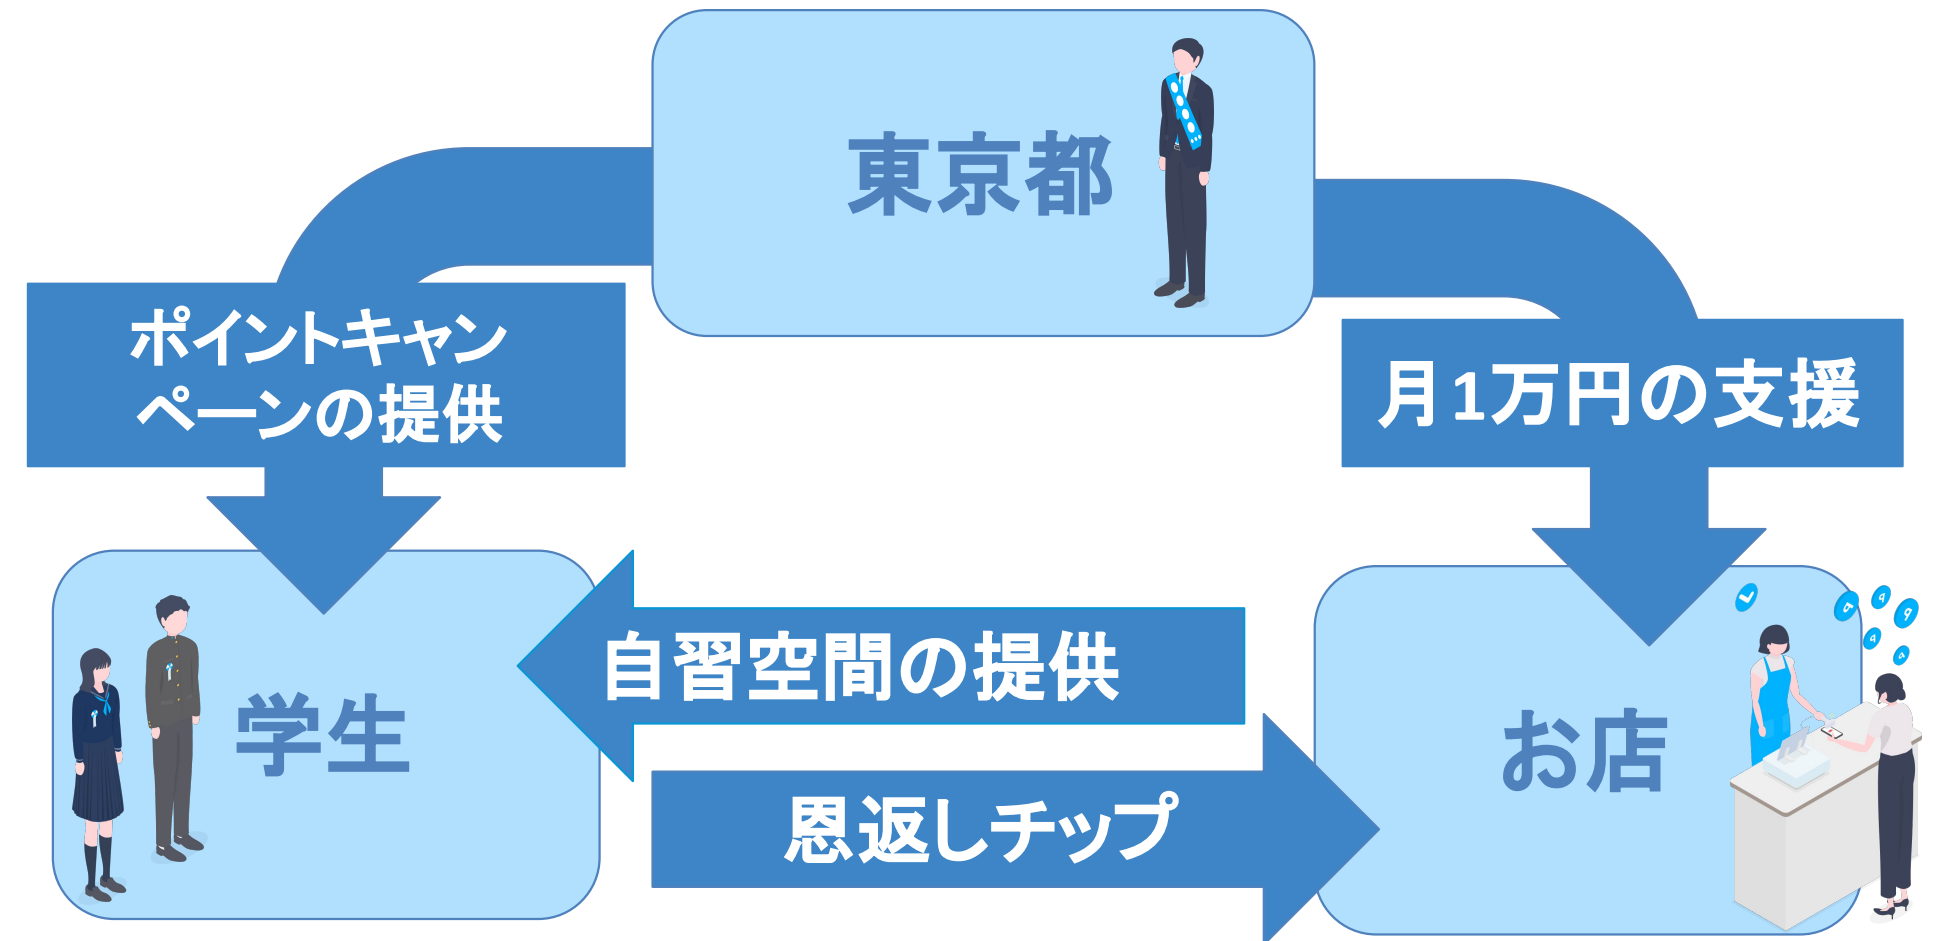 東京都
ポイントキャン
ペーンの提供
月1万円の支援
自習空間の提供
学生
お店
恩返しチップ